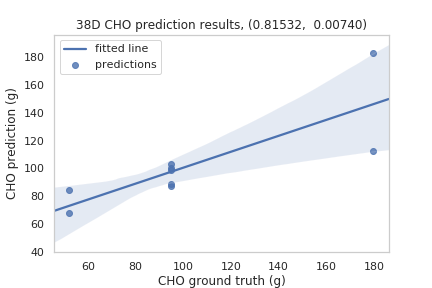 38D CHO prediction results, (0.81532,  0.00740)
fitted line
predictions
CHO prediction (g)
180
160
140
120
100
80
60
40
60 80 100 120 140 160 180
CHO ground truth (g)